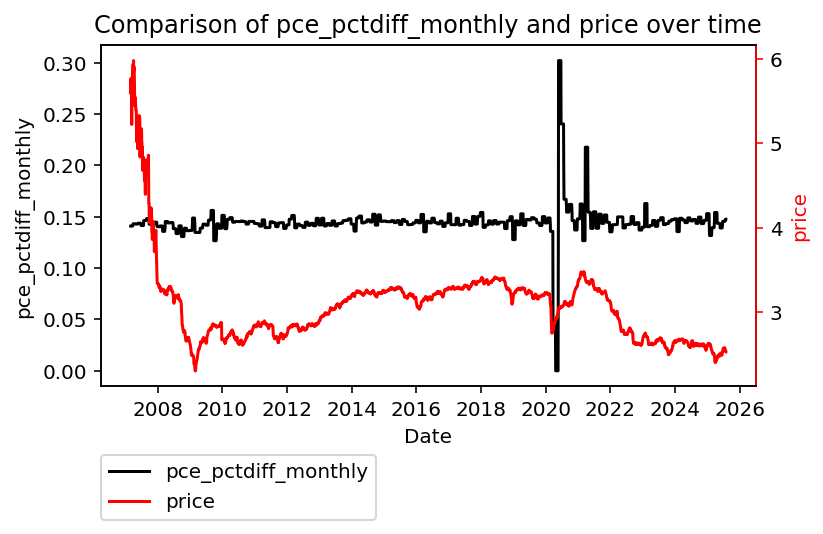 Comparison of pce_pctdiff_monthly and price over time
pce_pctdiff_monthly
0.30
0.25
0.20
0.15
0.10
0.05
0.00
6
5
4
3
price
2008 2010 2012 2014 2016 2018 2020 2022 2024 2026
Date
pce_pctdiff_monthly
price